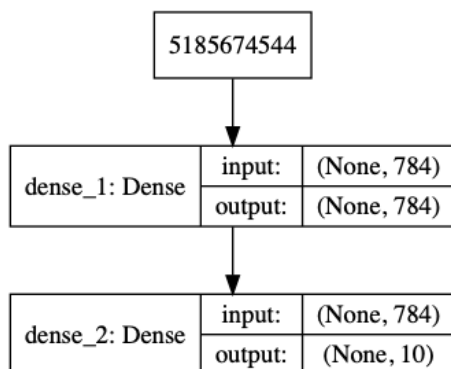 5185674544
dense_1: Dense
input:
(None, 784)
output:
(None, 784)
dense_2: Dense
input:
(None, 784)
output:
(None, 10)